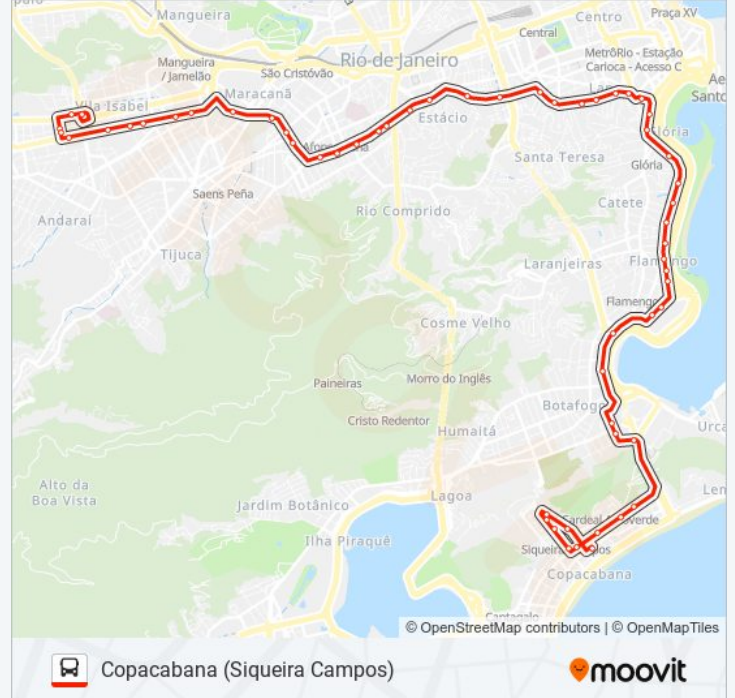 Mangueira
Centro
Praça XV
Central
MetrôRio - Estação
Carioca - Acesso C
Rio de Janeiro
Mangueira
/ Jamelão
São Cristóvão
Maracanã
Vila Isabel
Estácio
Glória
Santa Teresa
Glória
Saens Peña
Catete
Rio Comprido
Andaraí
Tijuca
Laranjeiras
Flamengo
Flamengo
Cosme Velho
Paineiras
Morro do Inglês
Cristo Redentor
Botafogo
Humaitá
Urca
Alto da
Boa Vista
Lagoa
Jardim Botânico
Ilha Piraquê
Copacabana
Cantagalo
© OpenStreetMap contributors | © OpenMapTiles
Copacabana (Siqueira Campos)
moovit